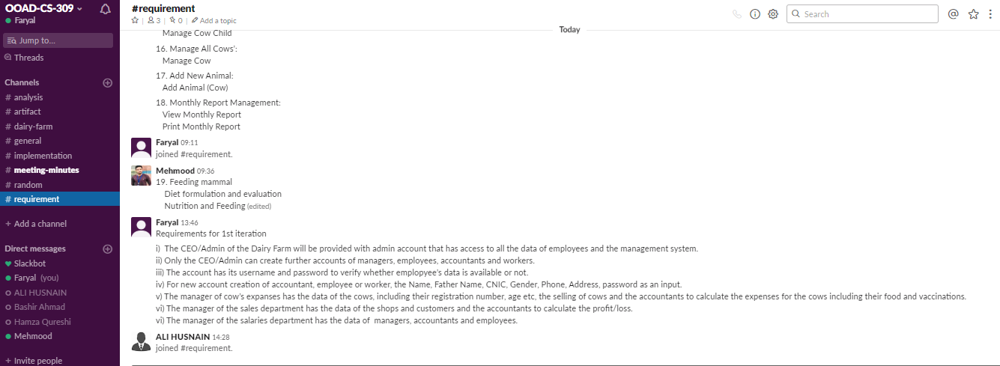 OOAD-CS-309
Faryal
Jump to...
Threads
Channels
# analysis
# artifact
# dairy-farm
# general
# implementation
# meeting-minutes
# random
# requirement
+ Add a channel
Direct messages
Slackbot
Faryal (you)
ALI HUSNAIN
Bashir Ahmad
Hamza Qureshi
Mehmood
+ Invite people
#requirement
| 3 | 0 | Add a topic
Search
Today
Manage Cow Child
16. Manage All Cows':
Manage Cow
17. Add New Animal:
Add Animal (Cow)
18. Monthly Report Management:
View Monthly Report
Print Monthly Report
Faryal 09:11
joined #requirement.
Mehmood 09:36
19. Feeding mammal
Diet formulation and evaluation
Nutrition and Feeding (edited)
Faryal 13:46
Requirements for 1st iteration
i) The CEO/Admin of the Dairy Farm will be provided with admin account that has access to all the data of employees and the management system.
ii) Only the CEO/Admin can create further accounts of managers, employees, accountants and workers.
iii) The account has its username and password to verify whether emplopyee's data is available or not.
iv) For new account creation of accountant, employee or worker, the Name, Father Name, CNIC, Gender, Phone, Address, password as an input.
v) The manager of cow's expanses has the data of the cows, including their registration number, age etc, the selling of cows and the accountants to calculate the expenses for the cows including their food and vaccinations.
vi) The manager of the sales department has the data of the shops and customers and the accountants to calculate the profit/loss.
vi) The manager of the salaries department has the data of managers, accountants and employees.
ALI HUSNAIN 14:28
joined #requirement.